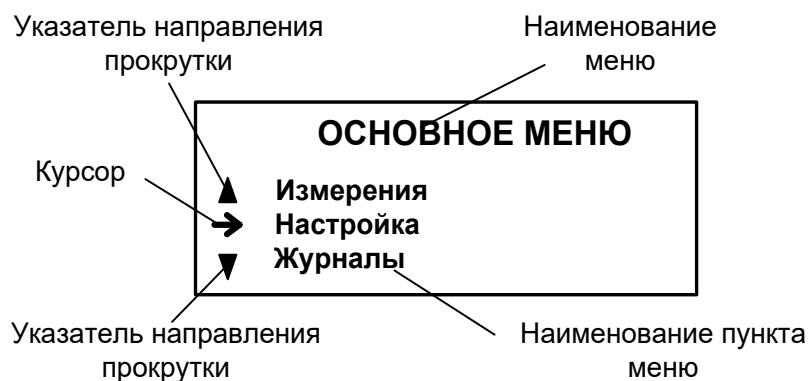 Указатель направления
прокрутки
Наименование
меню
ОСНОВНОЕ МЕНЮ
Курсор
Измерения
Настройка
Журналы
Указатель направления
прокрутки
Наименование пункта
меню